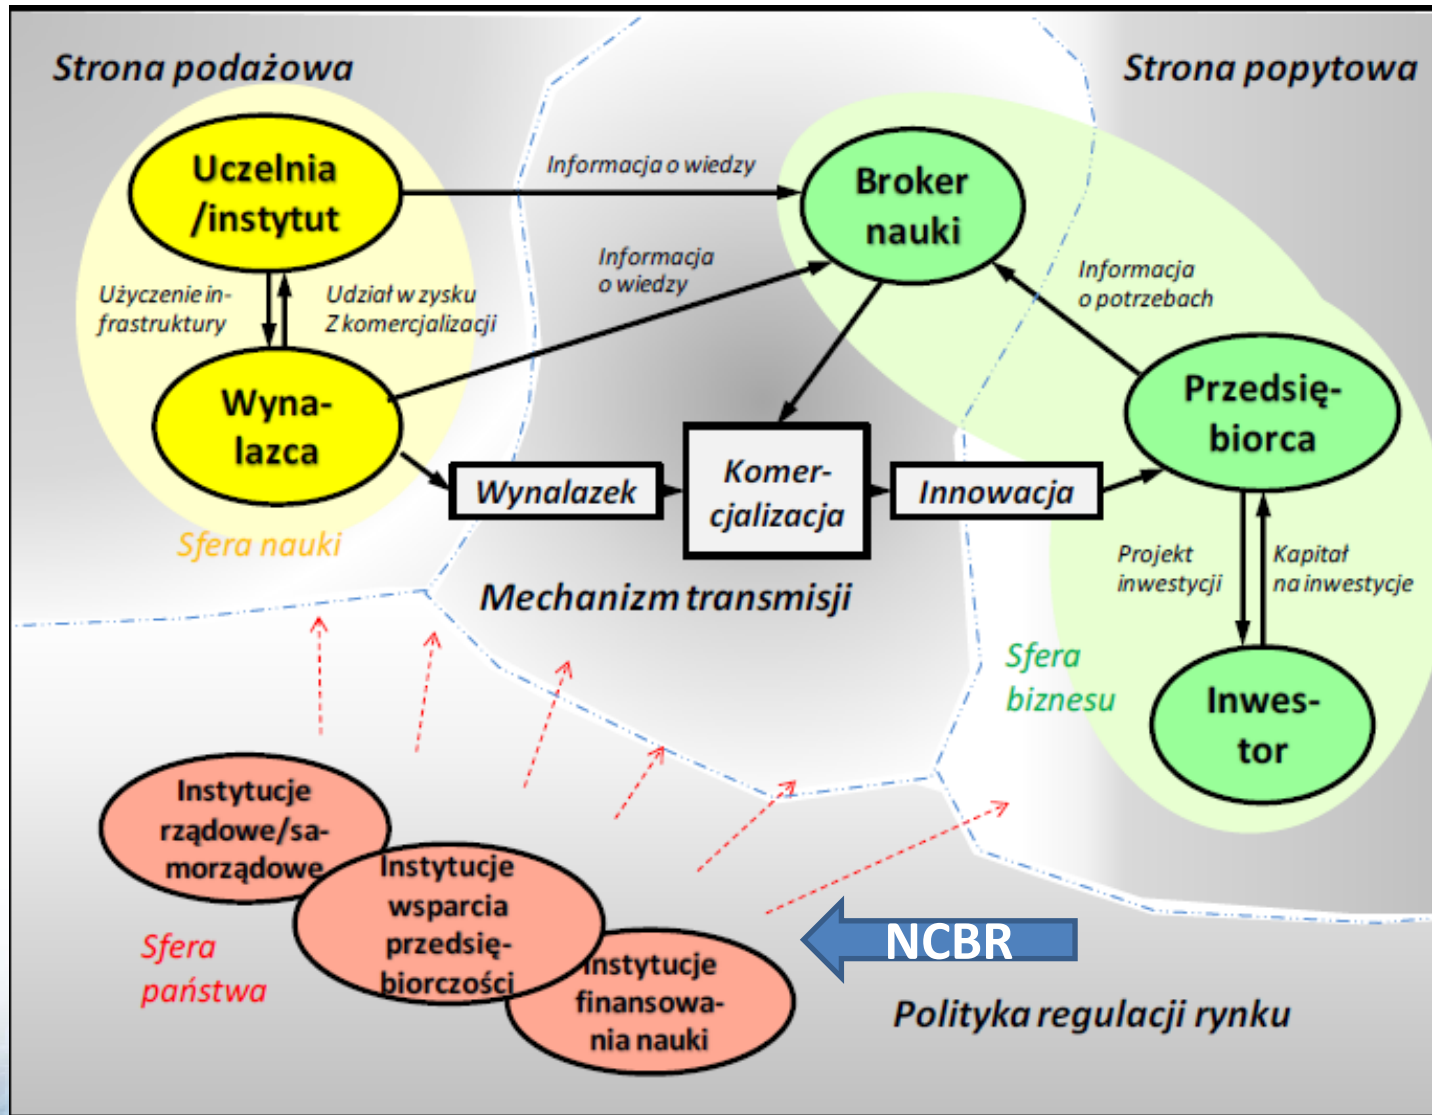 Strona podażowa
Strona popytowa
Uczelnia
/instytut
Informacja o wiedzy
Broker
nauki
Informacja
o wiedzy
Informacja
o potrzebach
Użyczenie in-
frastruktury
Udział w zysku
Z komercjalizacji
Wyna-
lazca
Przedsię-
biorca
Wynalazek
Komer-
cjalizacja
Innowacja
Sfera nauki
Projekt
inwestycji
Kapitał
na inwestycje
Mechanizm transmisji
Sfera
biznesu
Inwes-
tor
Instytucje
rządowe/sa-
morządowe
Instytucje
wsparcia
przedsię-
biorczości
Sfera
państwa
Instytucje
finansowa-
nia nauki
NCBR
Polityka regulacji rynku